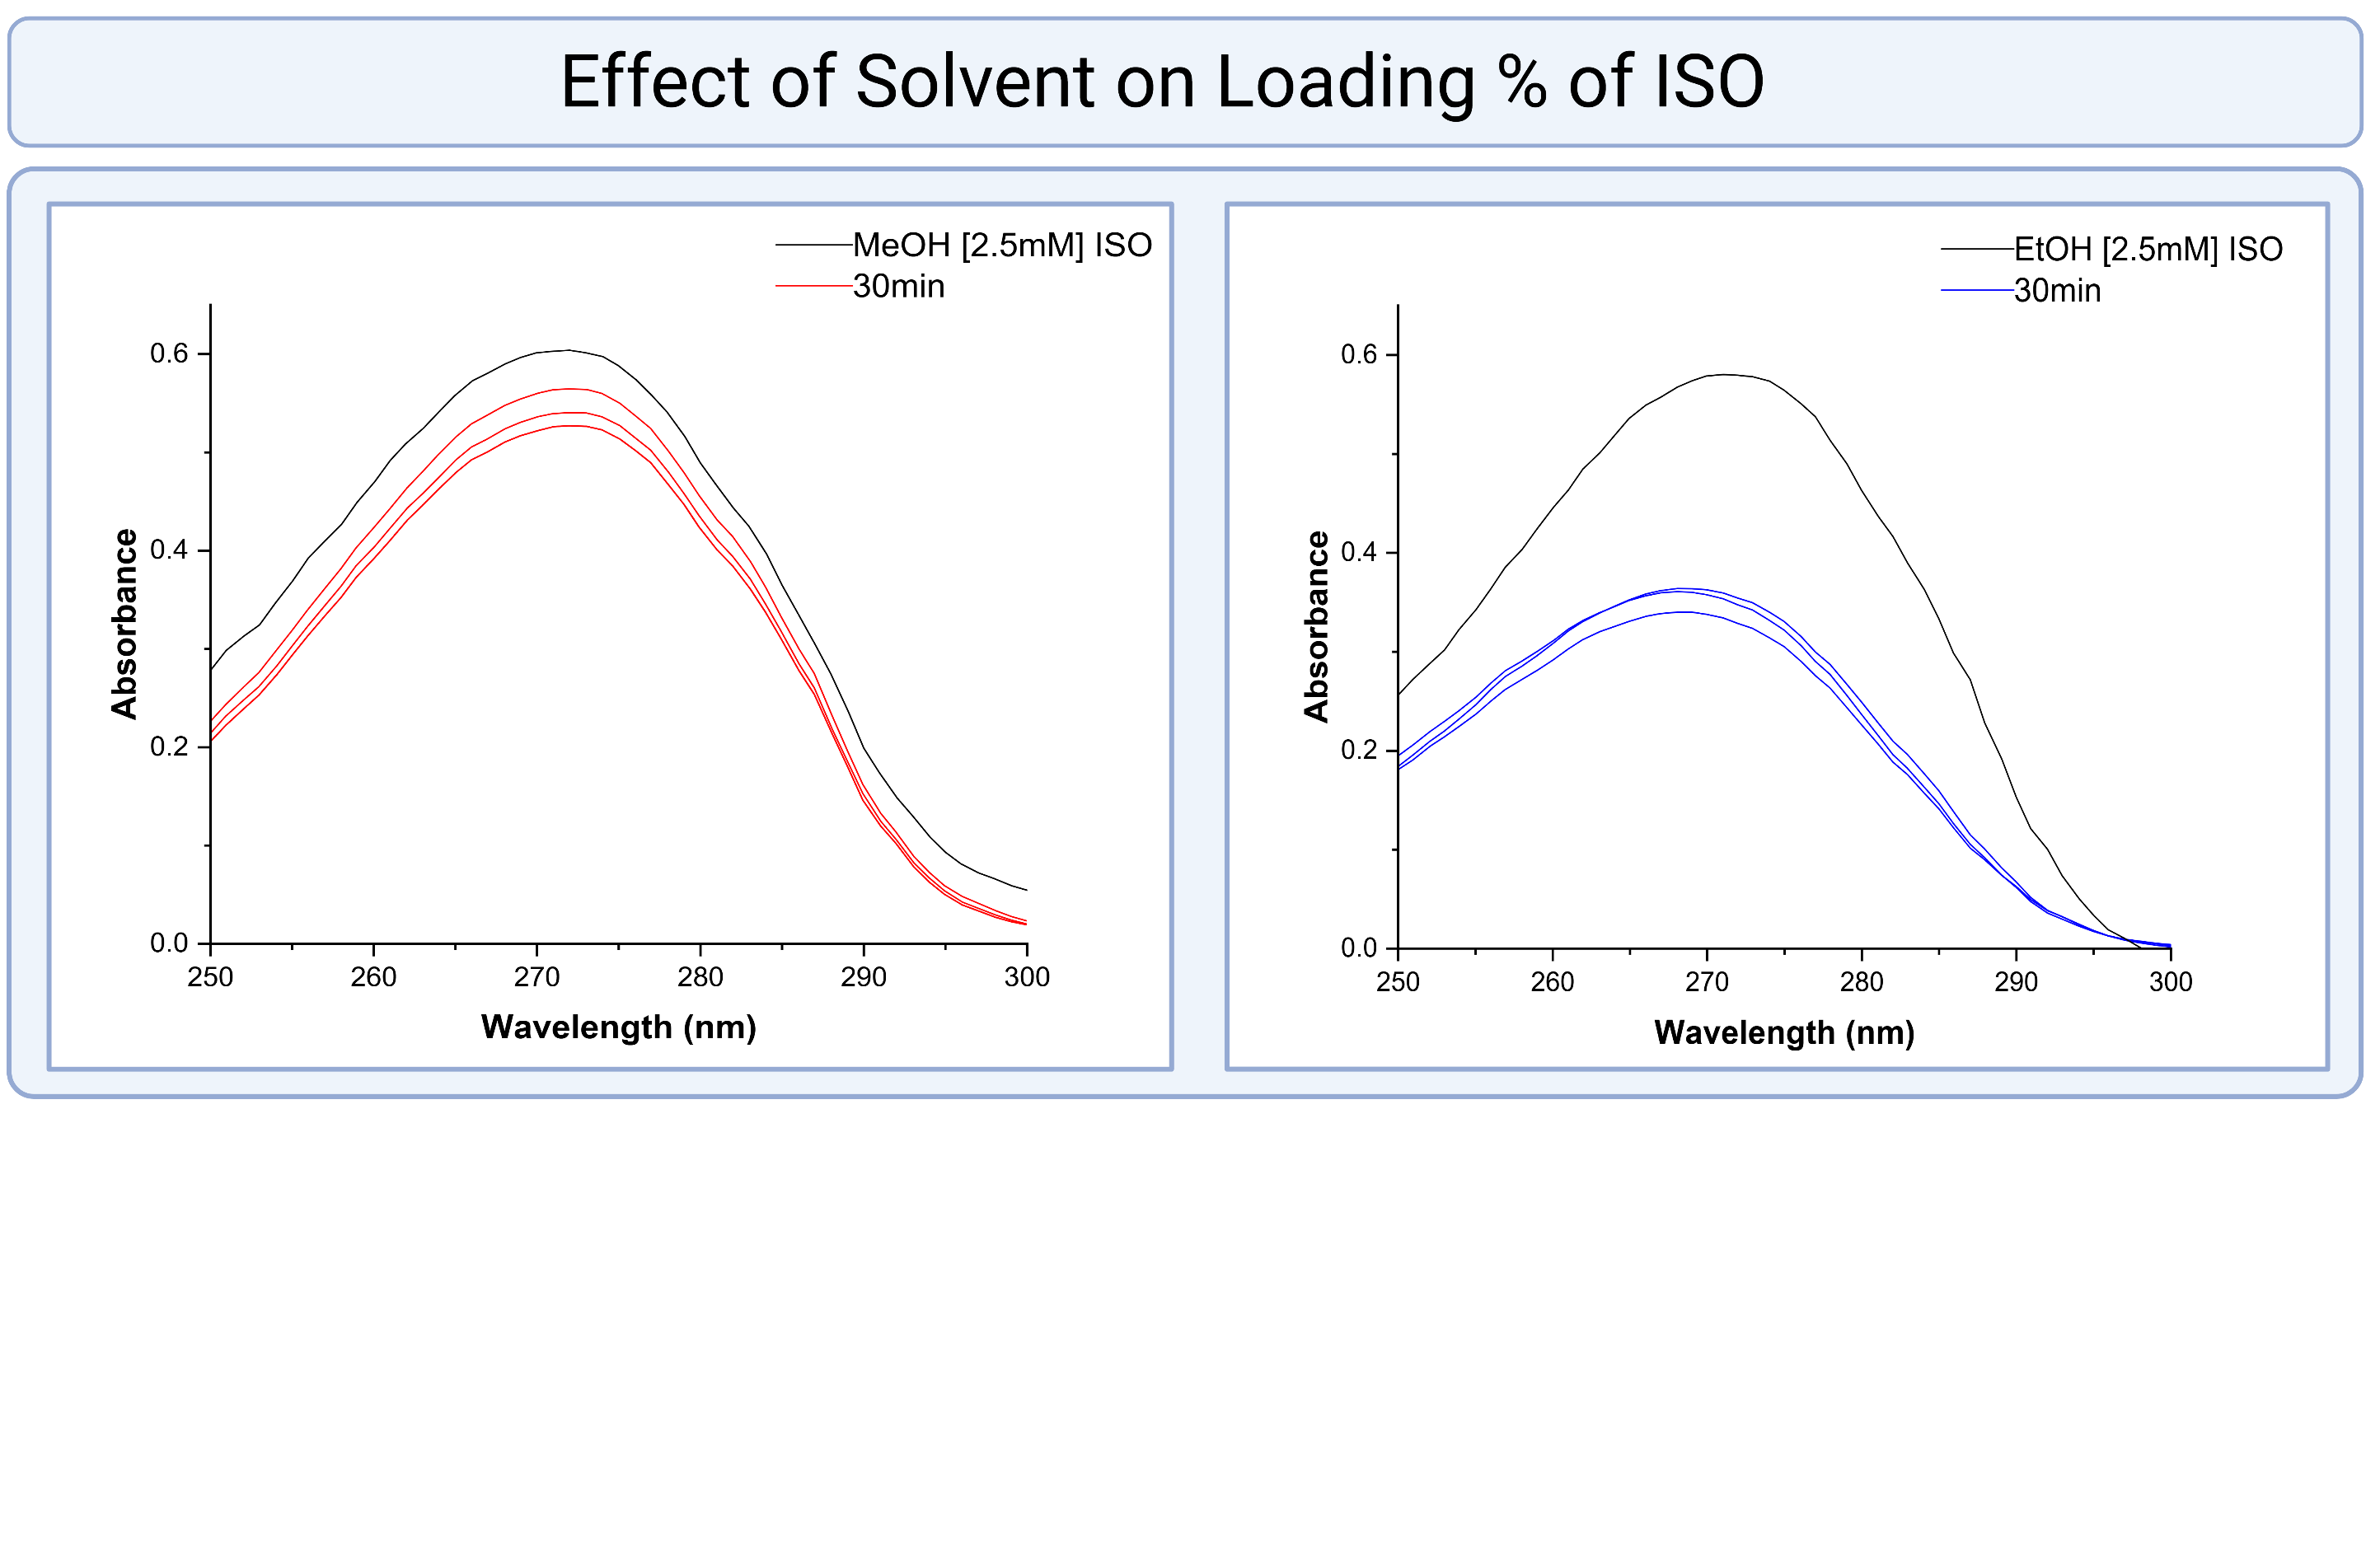 Effect of Solvent on Loading % of ISO
MeOH [2.5mM] ISO
30min
0.6
0.4
0.2
0.0
Absorbance
250 260 270 280 290 300
Wavelength (nm)
EtOH [2.5mM] ISO
30min
0.6
0.4
0.2
0.0
Absorbance
250 260 270 280 290 300
Wavelength (nm)